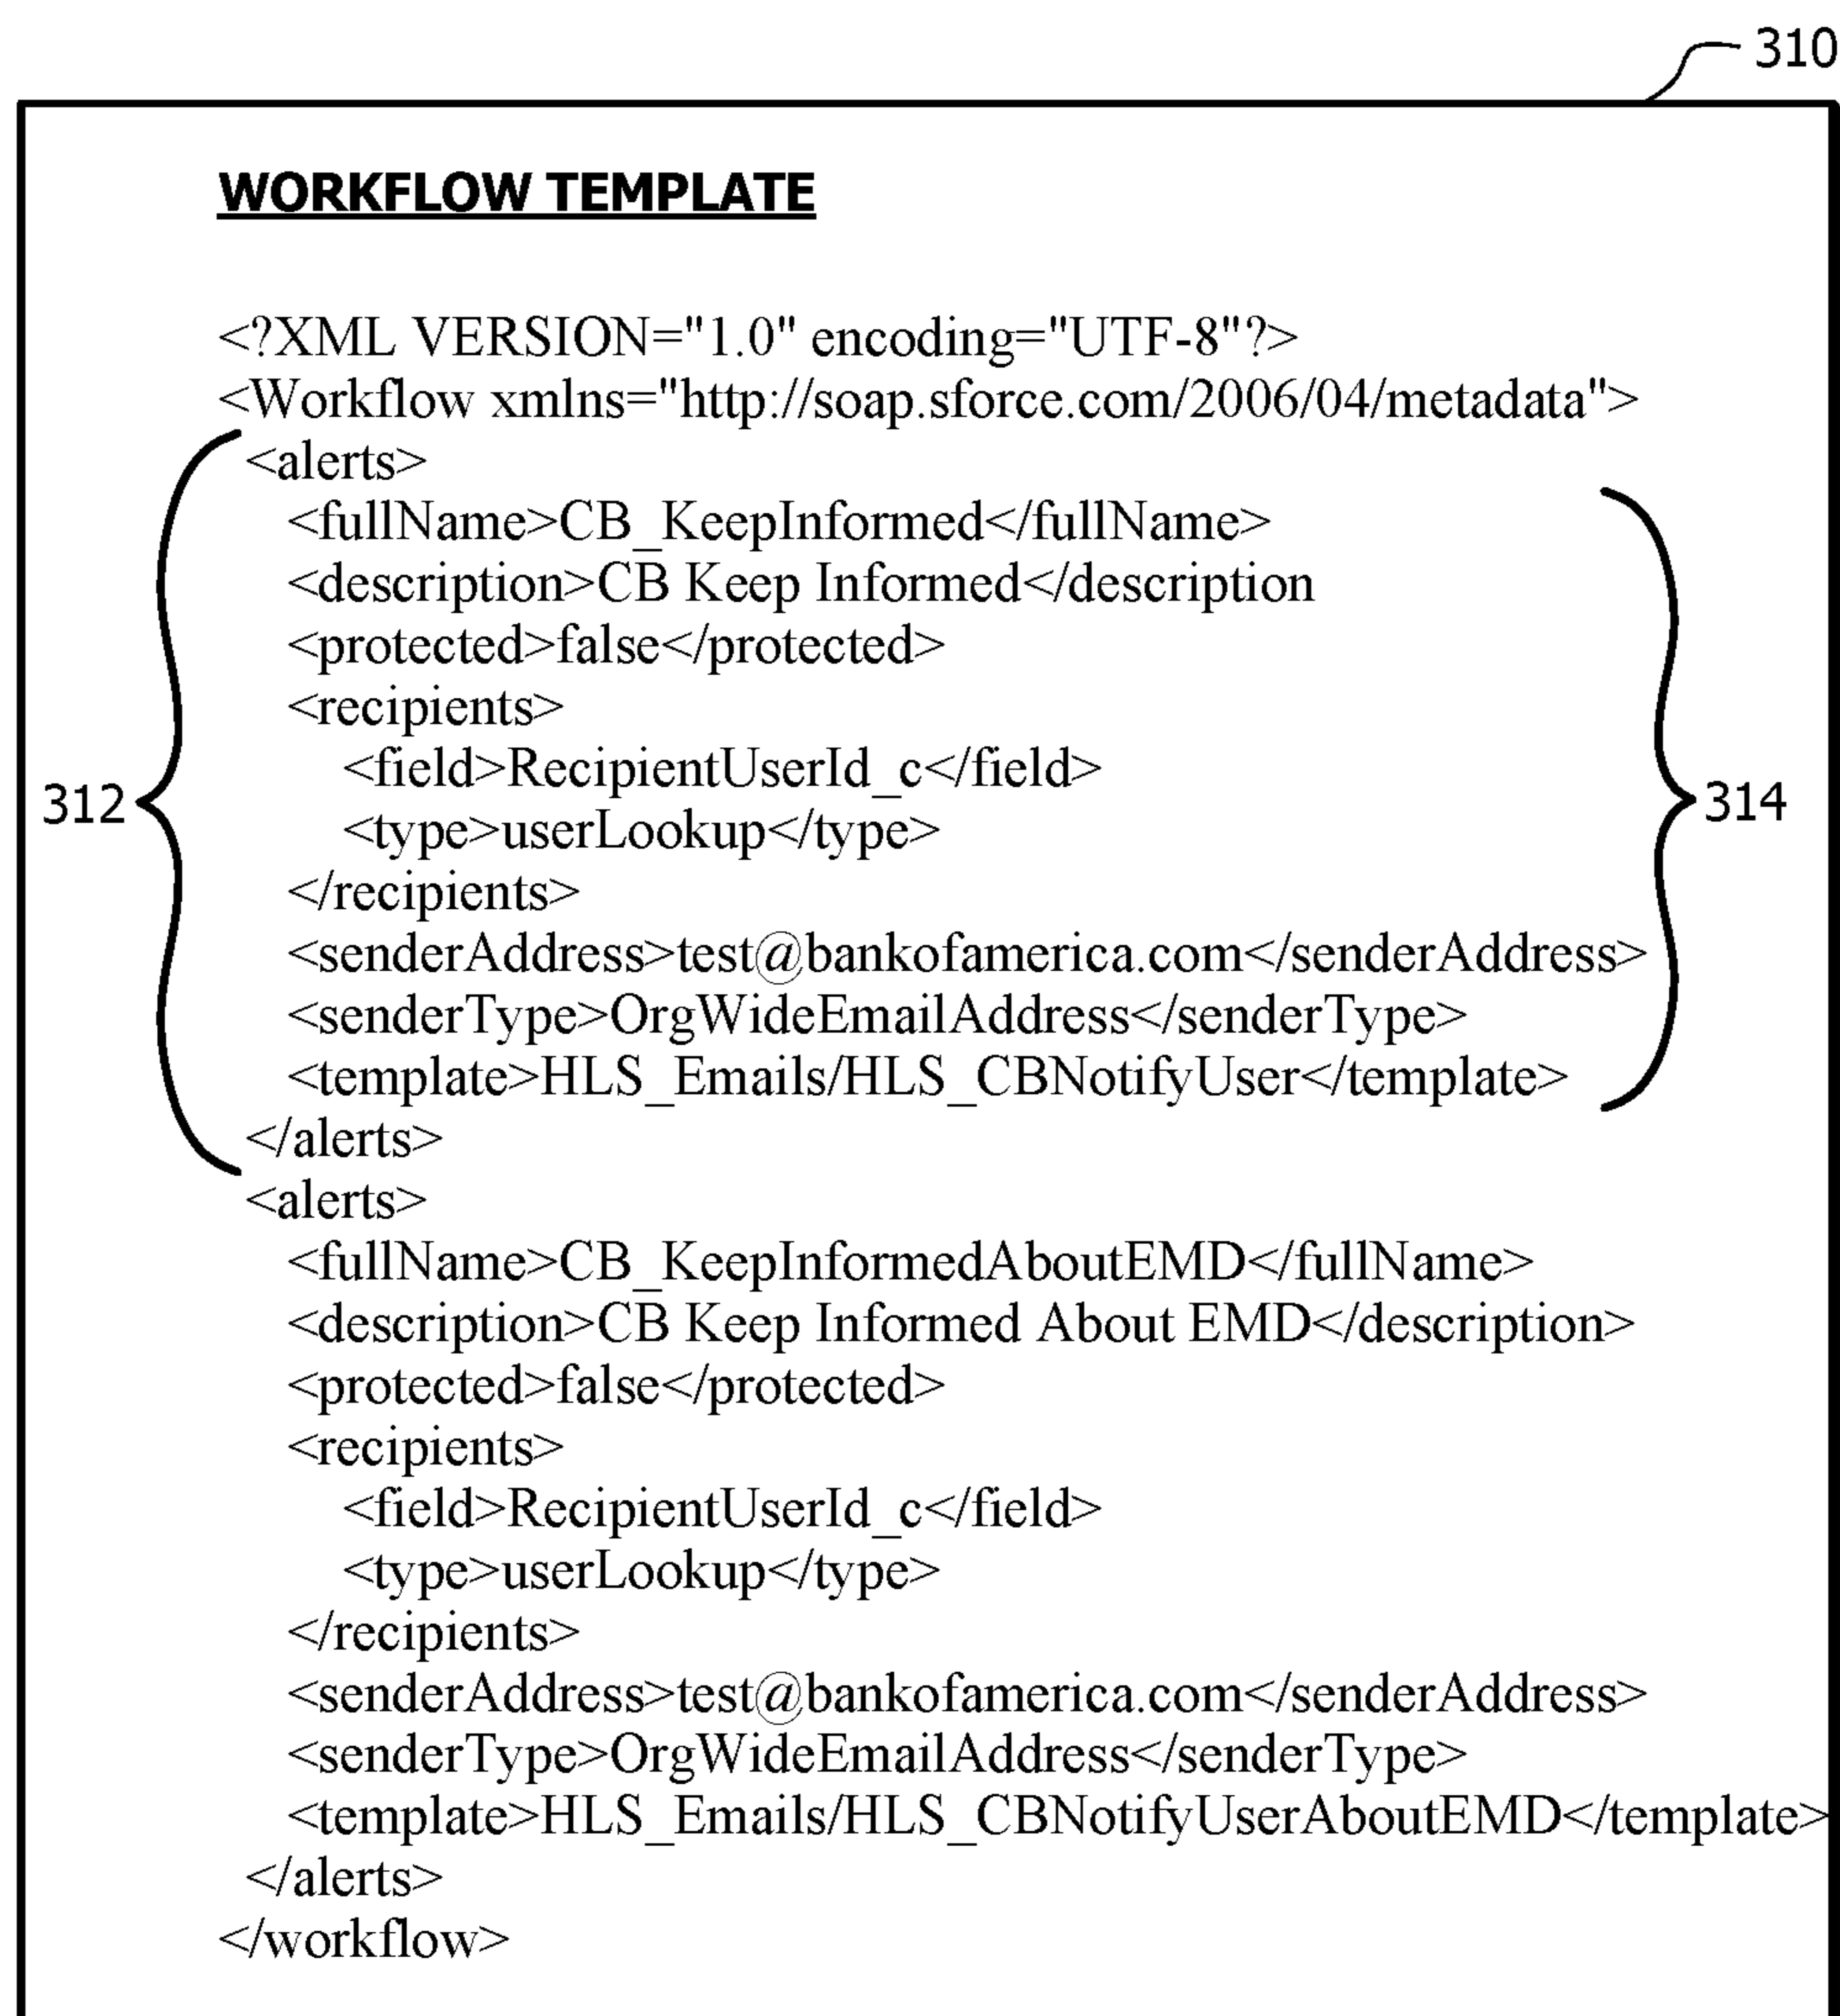 310
WORKFLOW TEMPLATE
<?XML VERSION="1.0" encoding="UTF-8"?>
<Workflow xmlns="http://soap.sforce.com/2006/04/metadata">
<alerts>
<fullName>CB_KeepInformed</fullName>
<description>CB Keep Informed</description
<protected>false</protected>
<recipients>
<field>RecipientUserId_c</field>
312
314
<type>userLookup</type>
</recipients>
<senderAddress>test@bankofamerica.com</senderAddress>
<senderType>OrgWideEmailAddress</senderType>
<template>HLS_Emails/HLS_CBNotifyUser</template>
</alerts>
<alerts>
<fullName>CB_KeepInformedAboutEMD</fullName>
<description>CB Keep Informed About EMD</description>
<protected>false</protected>
<recipients>
<field>RecipientUserId_c</field>
<type>userLookup</type>
</recipients>
<senderAddress>test@bankofamerica.com</senderAddress>
<senderType>OrgWideEmailAddress</senderType>
<template>HLS_Emails/HLS_CBNotifyUserAboutEMD</template>
</alerts>
</workflow>